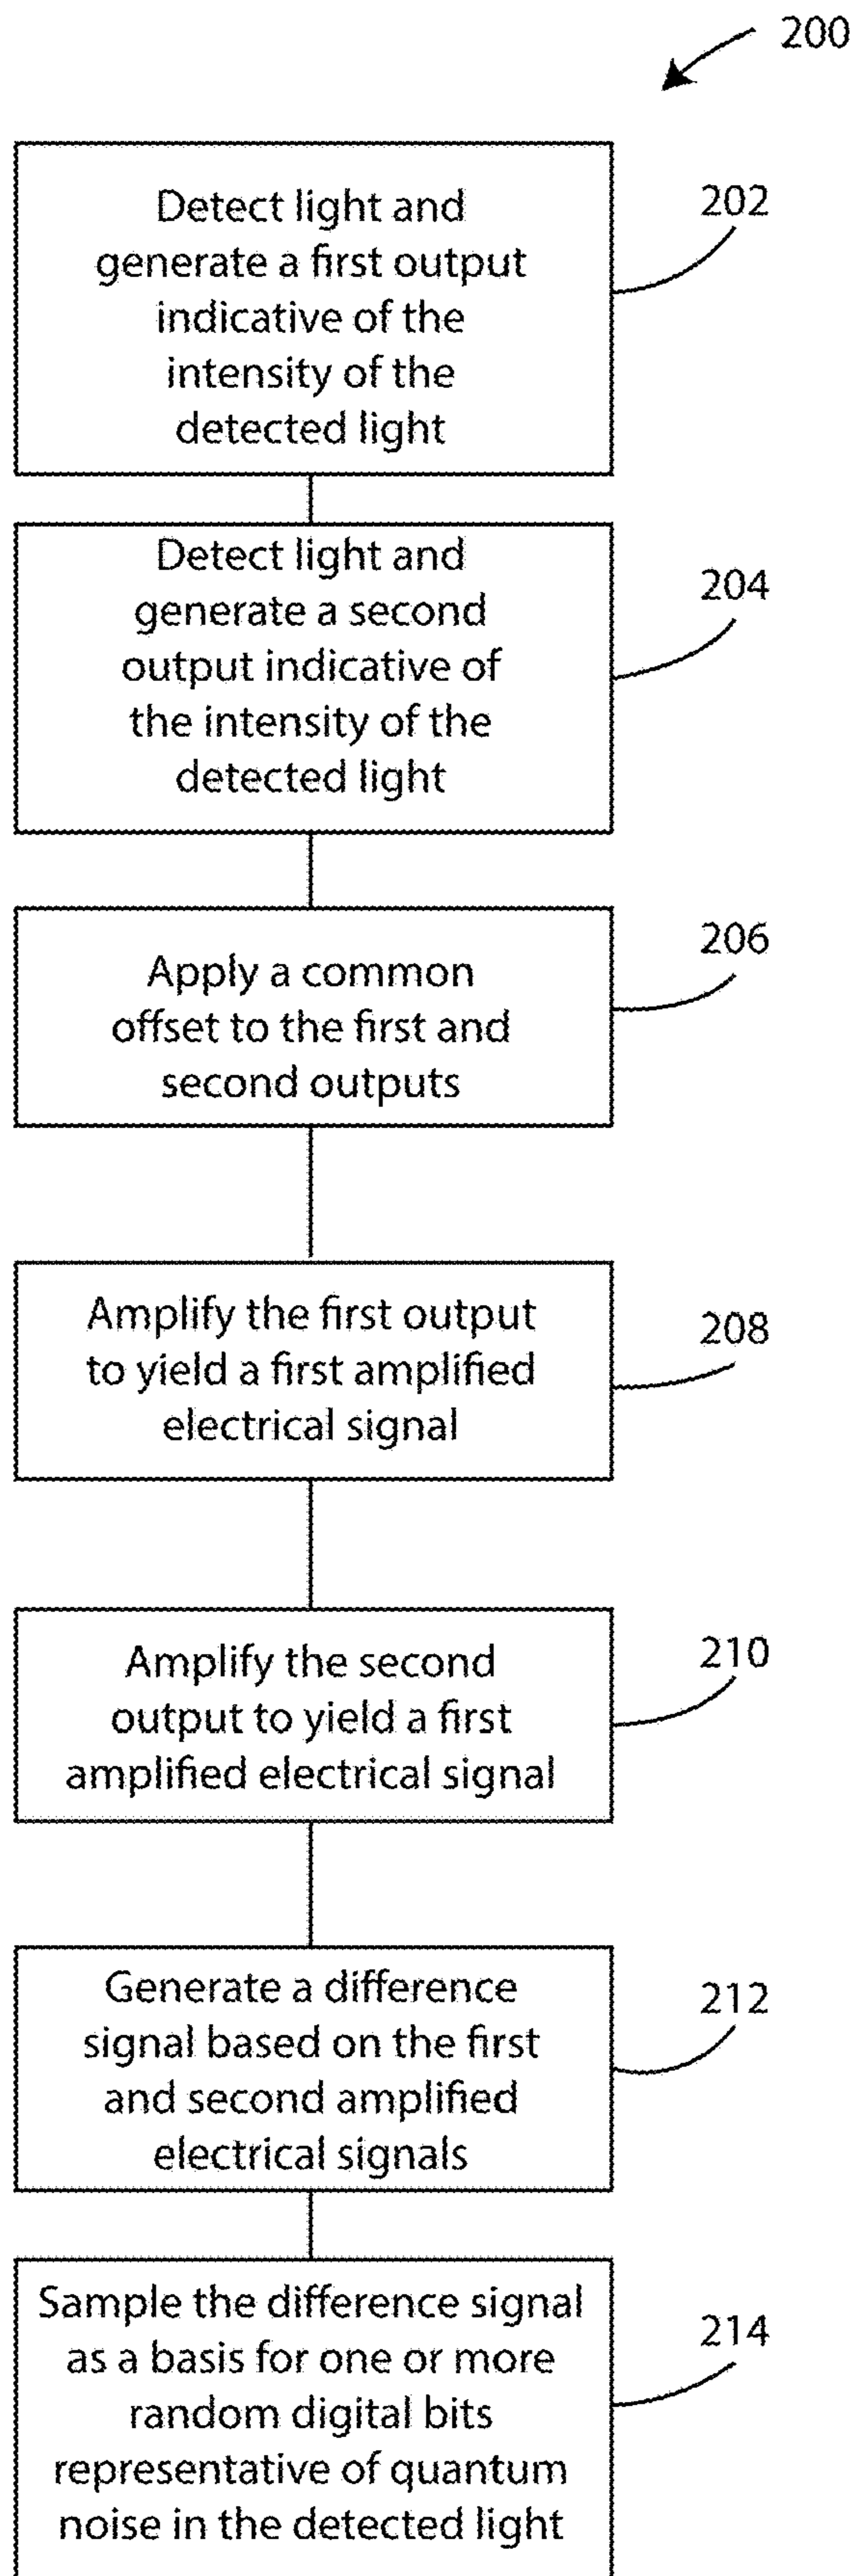 200
Detect light and
generate a first output
indicative of the
intensity of the
detected light
202
Detect light and
generate a second
output indicative of
the intensity of the
detected light
204
Apply a common
offset to the first and
second outputs
206
Amplify the first output
to yield a first amplified
electrical signal
208
Amplify the second
output to yield a first
amplified electrical signal
210
Generate a difference
signal based on the first
and second amplified
electrical signals
212
Sample the difference signal
as a basis for one or more
random digital bits
representative of quantum
noise in the detected light
214